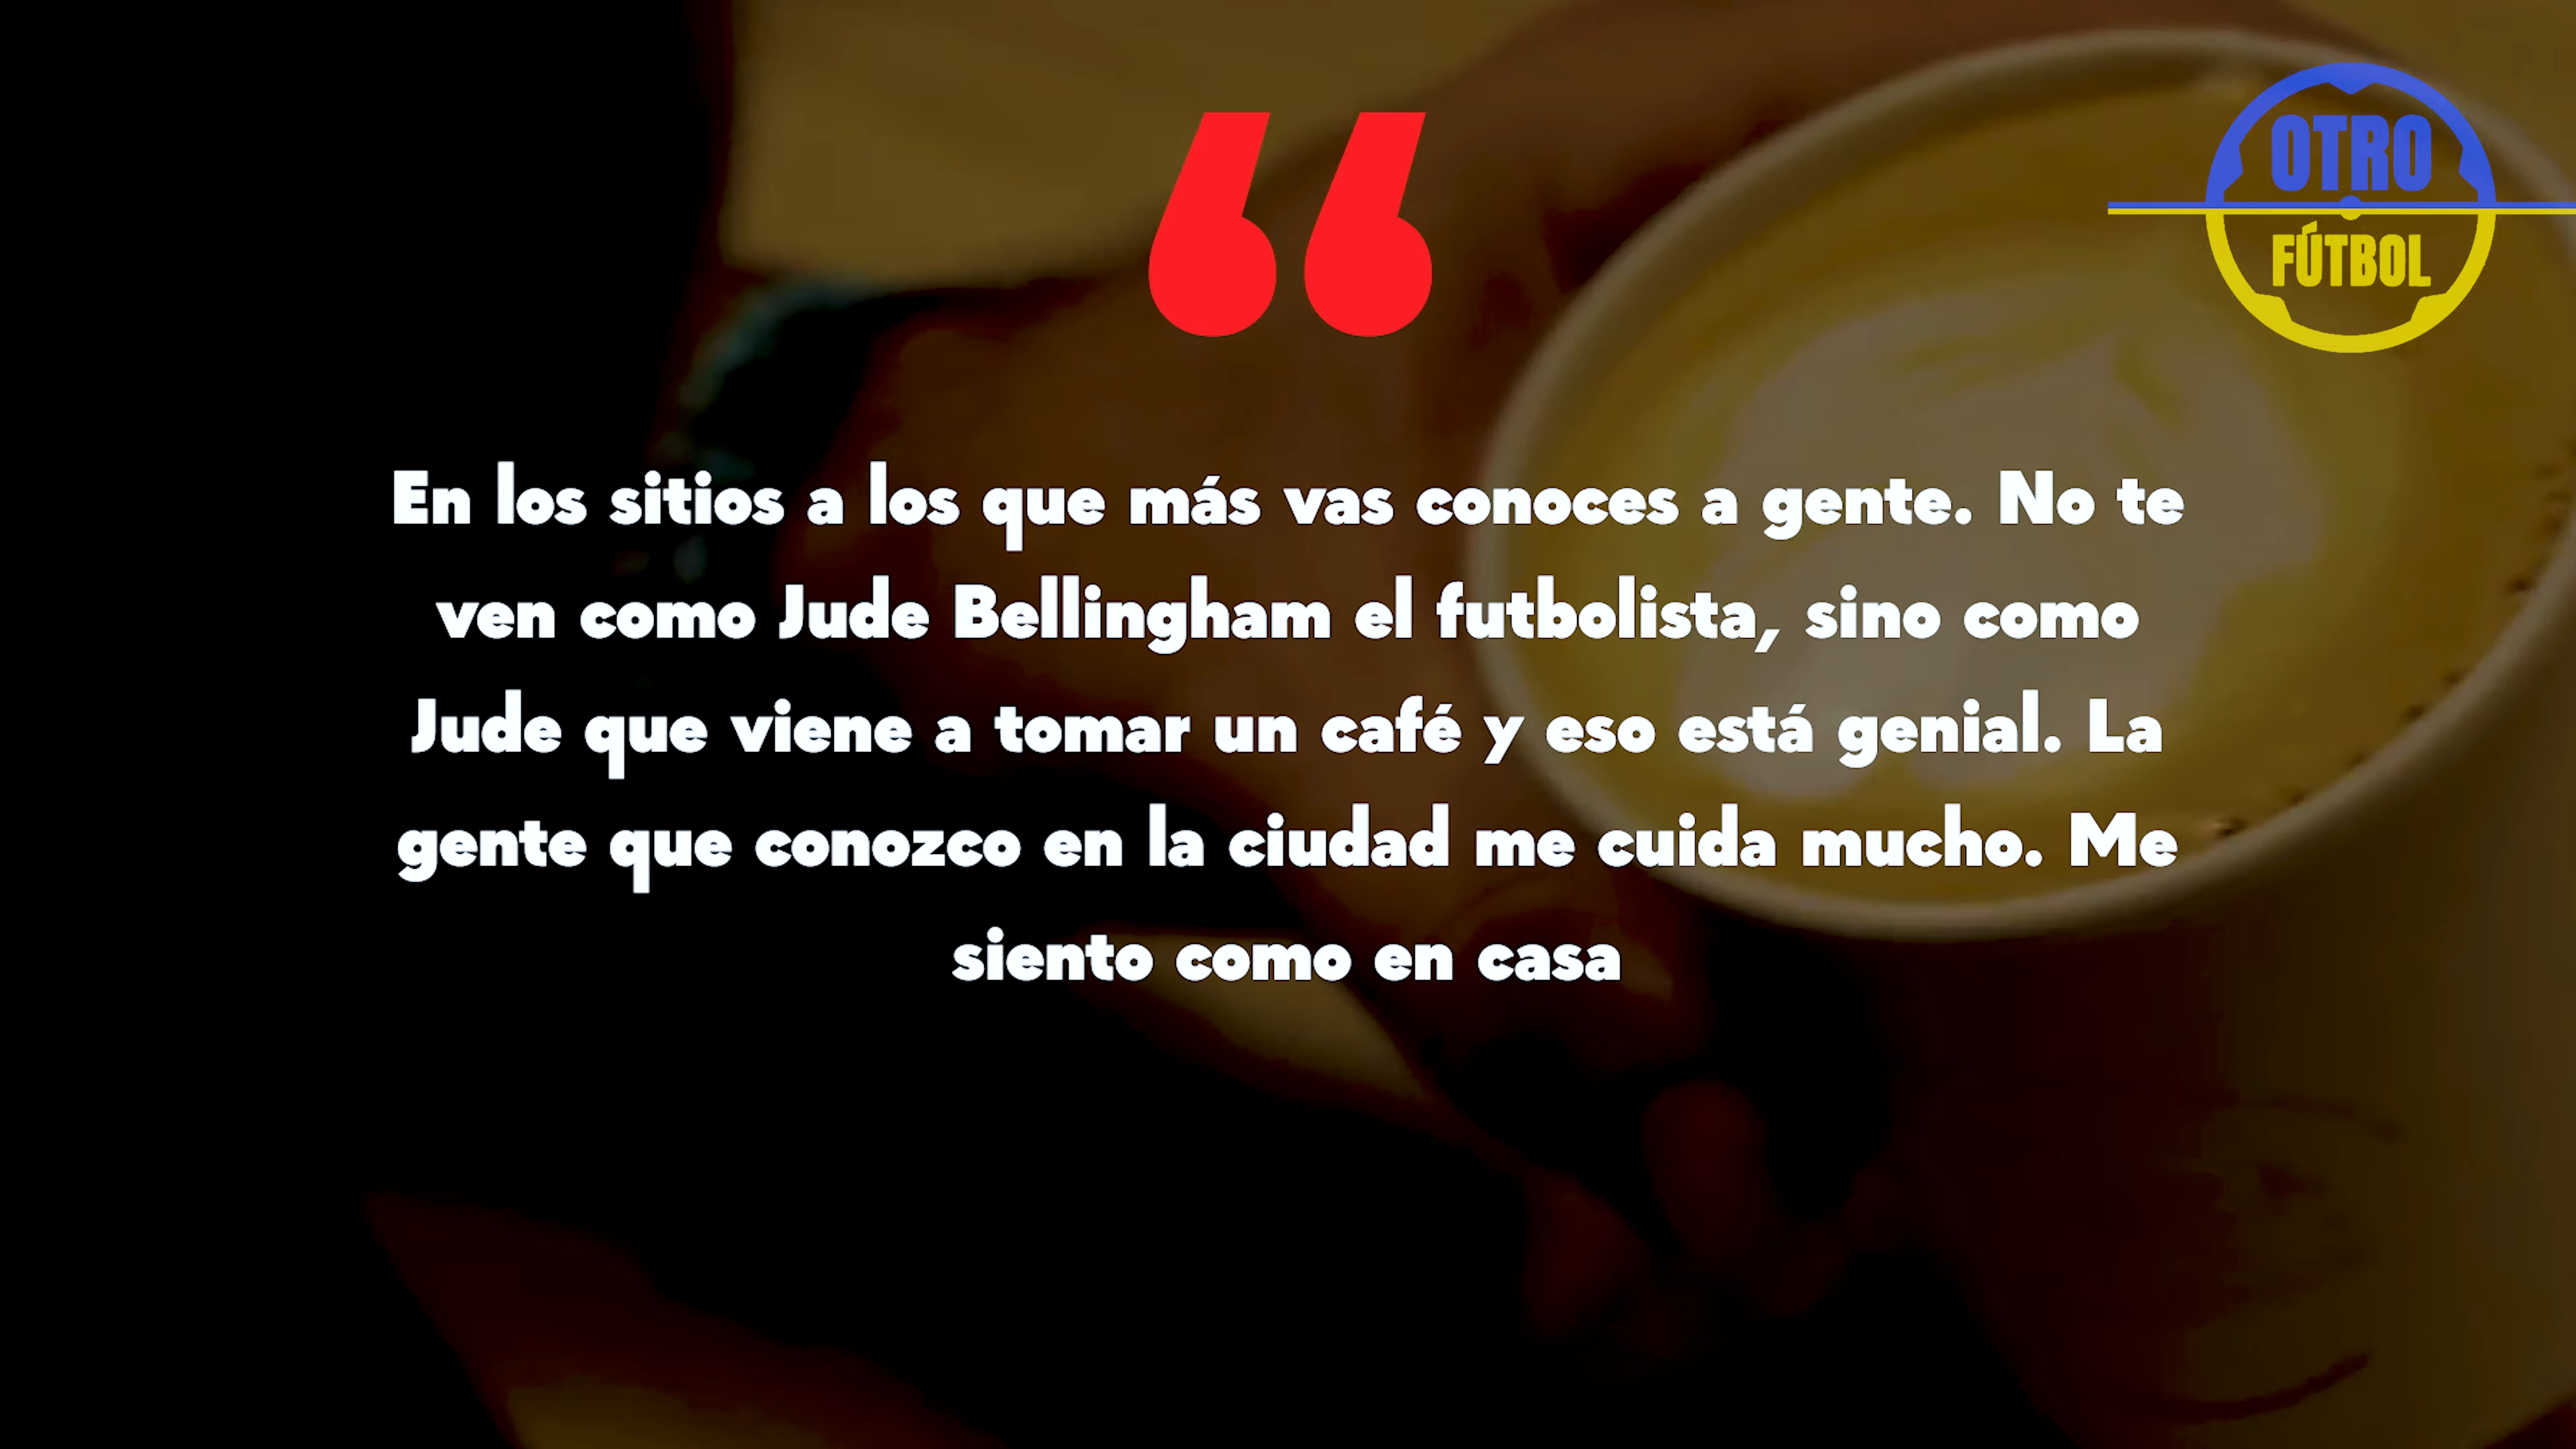 OTRO
FÚTBOL
“
En los sitios a los que más vas conoces a gente. No te
ven como Jude Bellingham el futbolista, sino como
Jude que viene a tomar un café y eso está genial. La
gente que conozco en la ciudad me cuida mucho. Me
siento como en casa